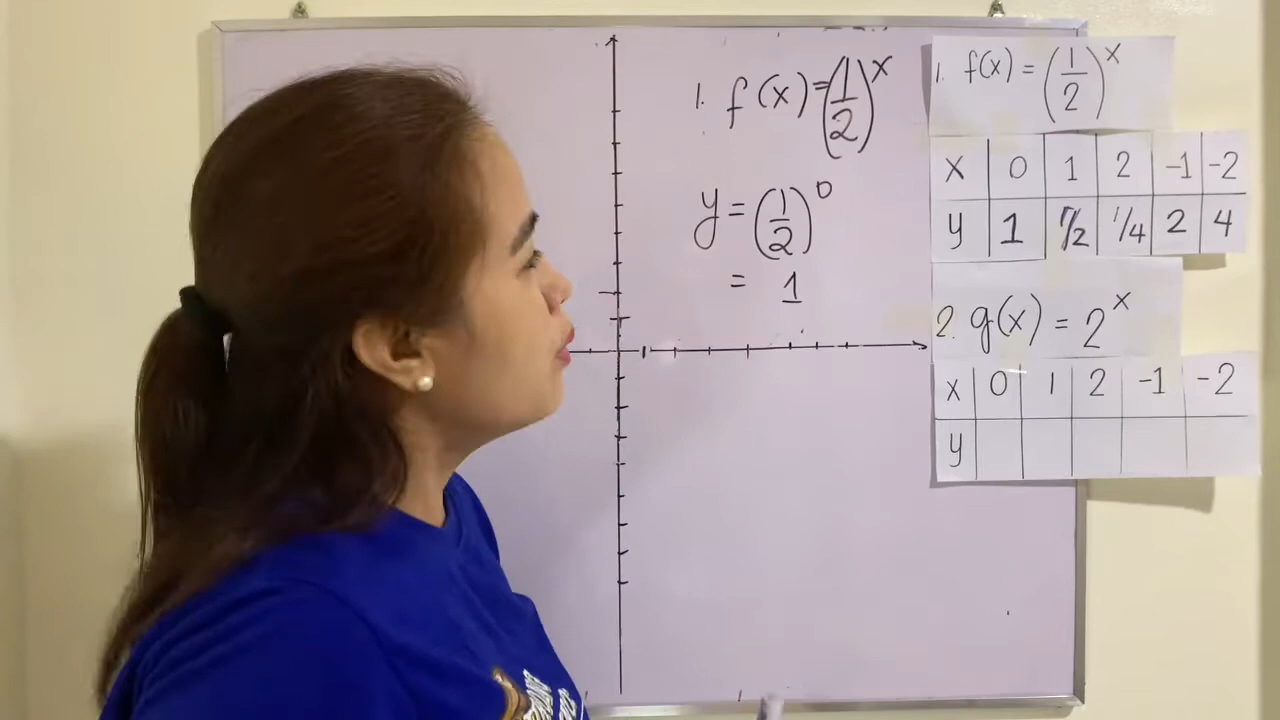 1. f(x)=(1/2)^x
y=(1/2)^0
= 1
1. f(x)=(1/2)^x
x 0 1 2 -1 -2
y 1 1/2 1/4 2 4
2. g(x) = 2^x
x 0 1 2 -1 -2
y